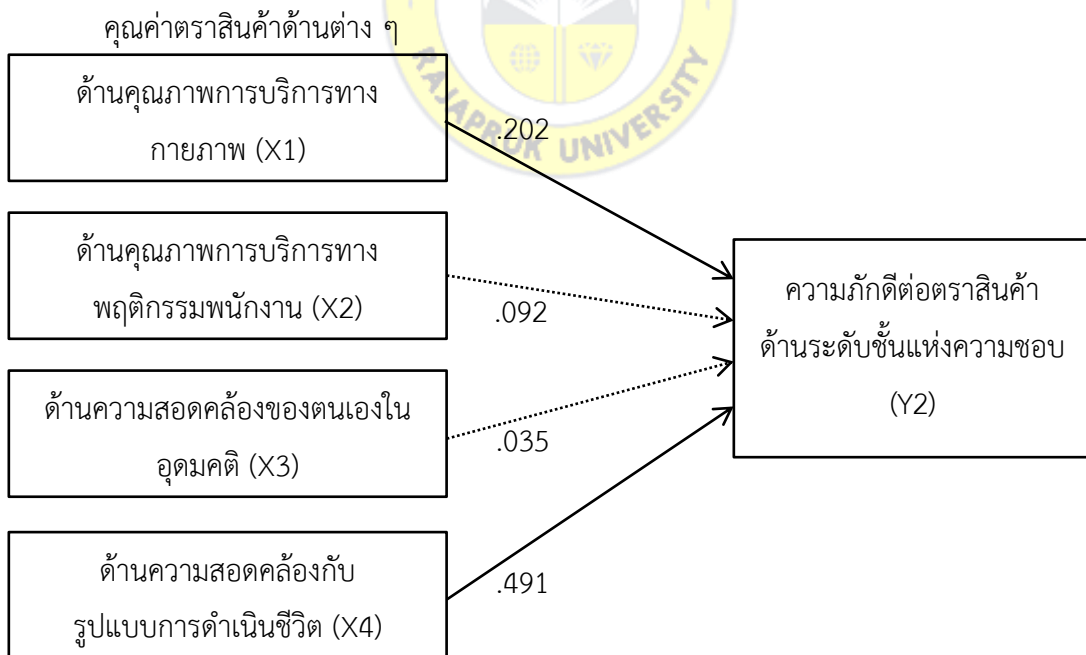 คุณค่าตราสินค้าด้านต่าง ๆ
ด้านคุณภาพการบริการทาง
กายภาพ (X1)
.202
RAJAPRUK UNIVERSITY
ด้านคุณภาพการบริการทาง
พฤติกรรมพนักงาน (X2)
.092
ด้านความสอดคล้องของตนเองใน
อุดมคติ (X3)
.035
ด้านความสอดคล้องกับ
รูปแบบการดำเนินชีวิต (X4)
.491
ความภักดีต่อตราสินค้า
ด้านระดับชั้นแห่งความชอบ
(Y2)